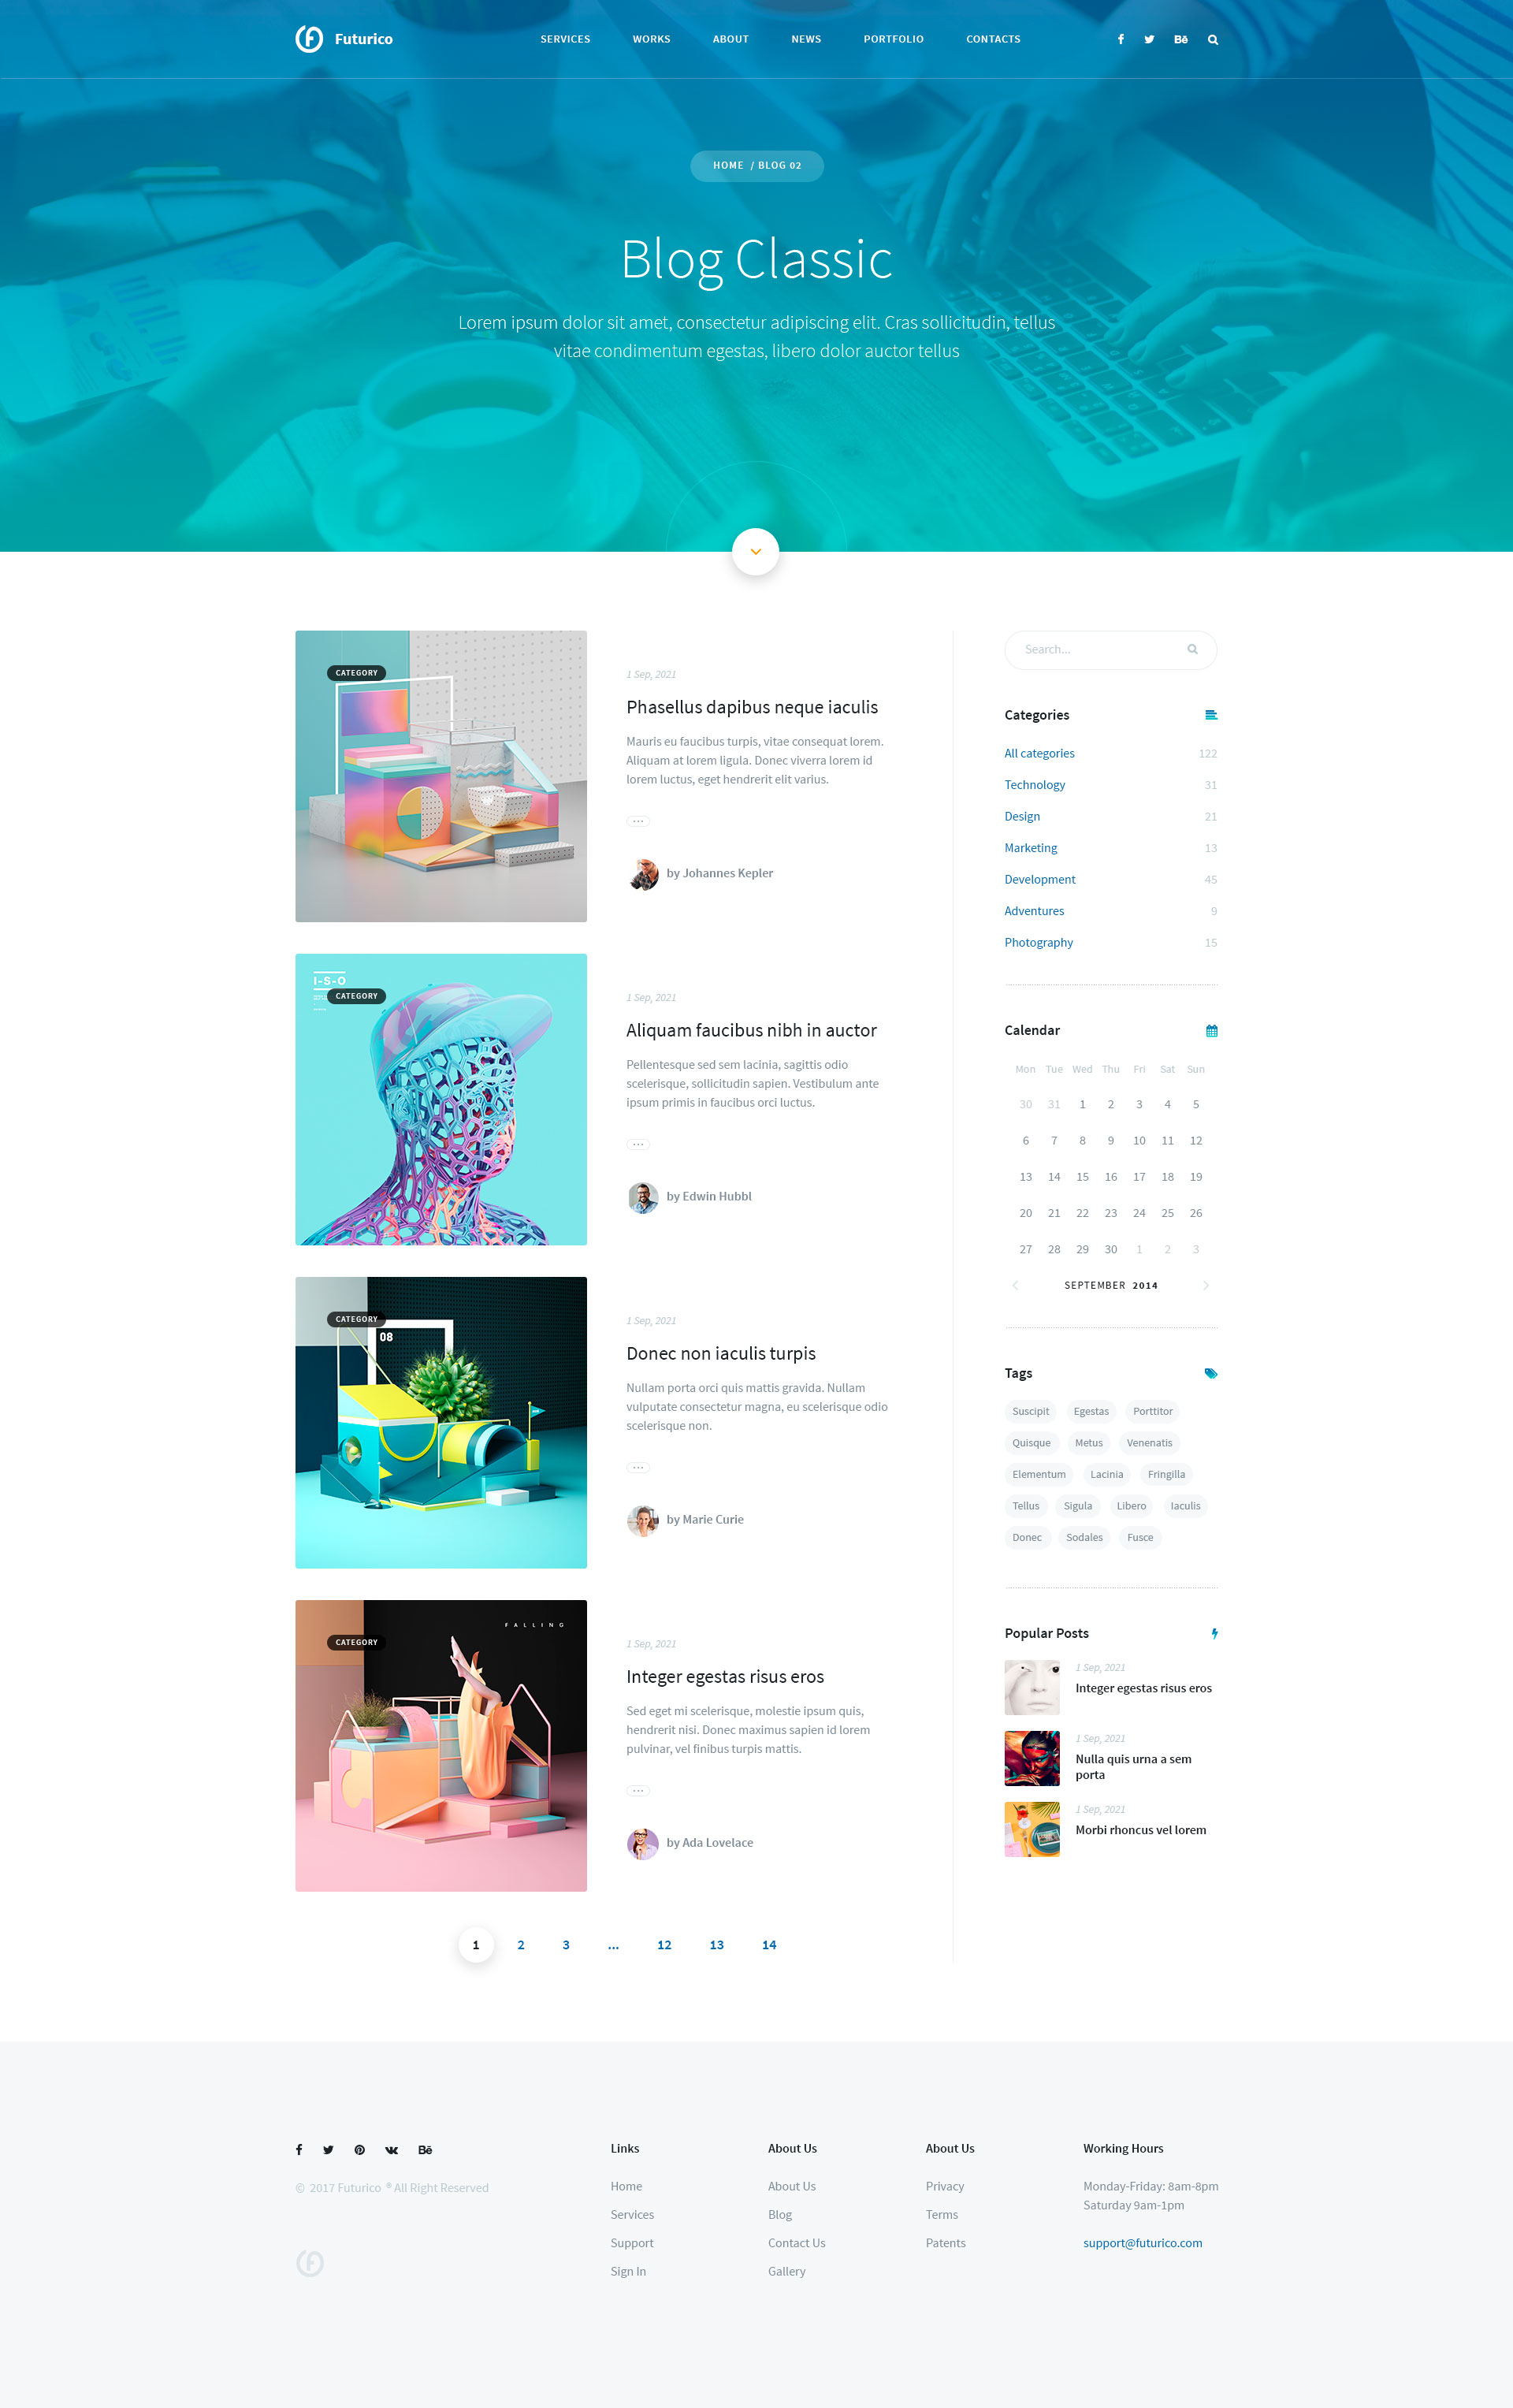 Futurico
SERVICES WORKS ABOUT NEWS PORTFOLIO CONTACTS
HOME / BLOG 02
Blog Classic
Lorem ipsum dolor sit amet, consectetur adipiscing elit. Cras sollicitudin, tellus
vitae condimentum egestas, libero dolor auctor tellus
CATEGORY
1 Sep, 2021
Phasellus dapibus neque iaculis
Mauris eu faucibus turpis, vitae consequat lorem.
Aliquam at lorem ligula. Donec viverra lorem id
lorem luctus, eget hendrerit elit varius.
by Johannes Kepler
I-S-O
CATEGORY
1 Sep, 2021
Aliquam faucibus nibh in auctor
Pellentesque sed sem lacinia, sagittis odio
scelerisque, sollicitudin sapien. Vestibulum ante
ipsum primis in faucibus orci luctus.
by Edwin Hubbl
CATEGORY
08
1 Sep, 2021
Donec non iaculis turpis
Nullam porta orci quis mattis gravida. Nullam
vulputate consectetur magna, eu scelerisque odio
scelerisque non.
by Marie Curie
FALLING
CATEGORY
1 Sep, 2021
Integer egestas risus eros
Sed eget mi scelerisque, molestie ipsum quis,
hendrerit nisi. Donec maximus sapien id lorem
pulvinar, vel finibus turpis mattis.
by Ada Lovelace
1 2 3 ... 12 13 14
Search...
Categories
All categories 122
Technology 31
Design 21
Marketing 13
Development 45
Adventures 9
Photography 15
Calendar
Mon Tue Wed Thu Fri Sat Sun
30 31 1 2 3 4 5
6 7 8 9 10 11 12
13 14 15 16 17 18 19
20 21 22 23 24 25 26
27 28 29 30 1 2 3
SEPTEMBER 2014
Tags
Suscipit Egestas Porttitor
Quisque Metus Venenatis
Elementum Lacinia Fringilla
Tellus Sigula Libero Iaculis
Donec Sodales Fusce
Popular Posts
1 Sep, 2021
Integer egestas risus eros
1 Sep, 2021
Nulla quis urna a sem
porta
1 Sep, 2021
Morbi rhoncus vel lorem
© 2017 Futurico ® All Right Reserved
Links
Home
Services
Support
Sign In
About Us
About Us
Blog
Contact Us
Gallery
About Us
Privacy
Terms
Patents
Working Hours
Monday-Friday: 8am-8pm
Saturday 9am-1pm
support@futurico.com